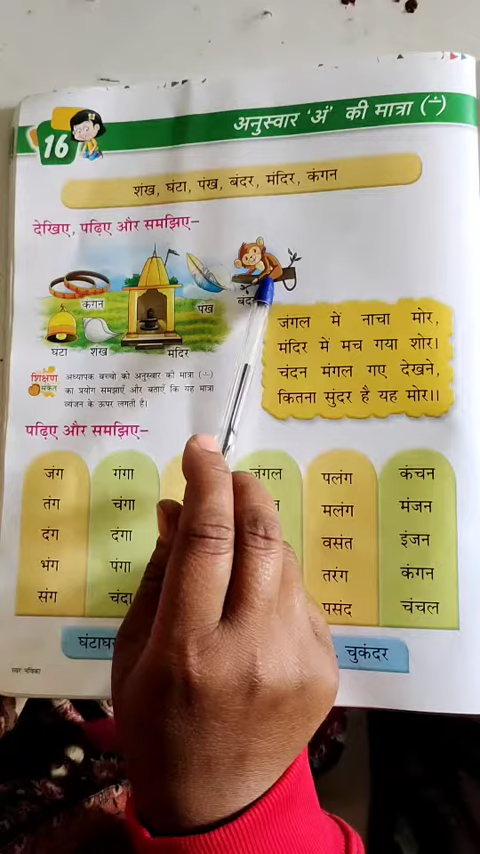 16
अनुस्वार 'अं' की मात्रा (ं)
शंख, घंटा, पंख, बंदर, मंदिर, कंगन
देखिए, पढ़िए और समझिए–
कंगन
पंख
घंटा
शंख
मंदिर
जंगल में नाचा मोर,
मंदिर में मच गया शोर।
चंदन मंगल गए देखने,
कितना सुंदर है यह मोर।।
शिक्षण संकेत
अध्यापक बच्चों को अनुस्वार की मात्रा (ं)
का प्रयोग समझाएँ और बताएँ कि यह मात्रा
व्यंजन के ऊपर लगती है।
पढ़िए और समझिए–
जंग गंगा जंगल पलंग कंचन
तंग चंगा मलंग मंजन
दंग दंगा वसंत इंजन
भंग पंगा तरंग कंगन
संग चंदा पसंद चंचल
चुकंदर